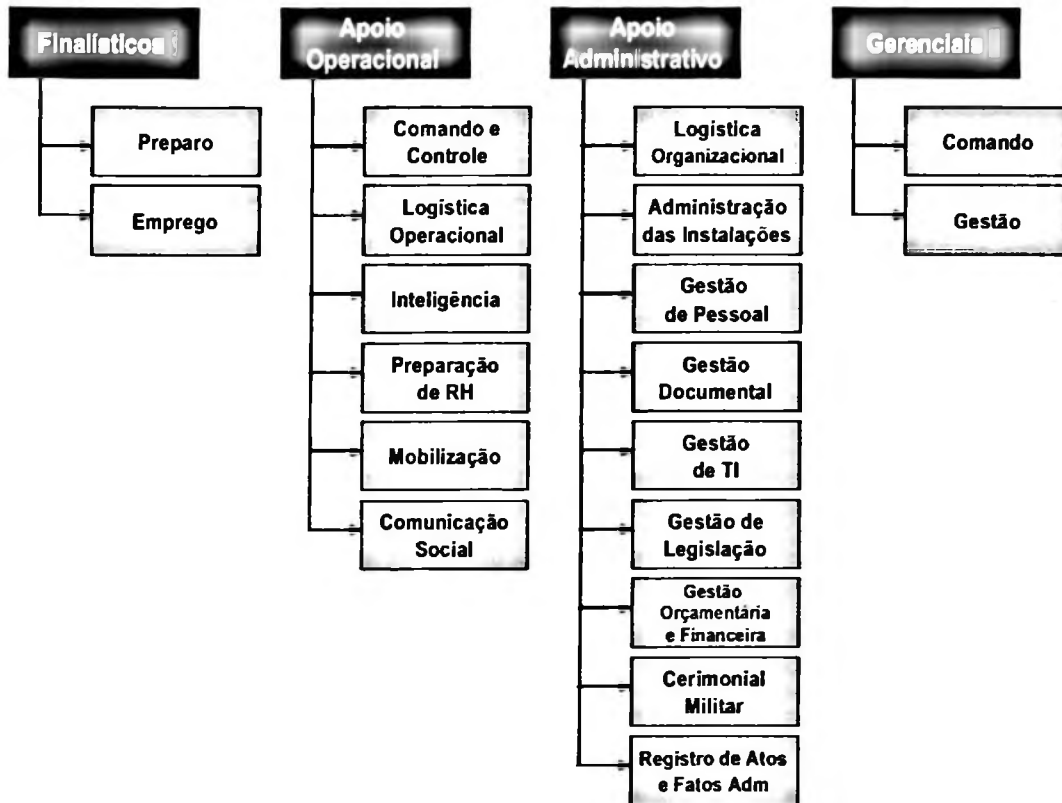 Finalísticos
Preparo
Emprego
Apoio
Operacional
Comando e
Controle
Logística
Operacional
Inteligência
Preparação
de RH
Mobilização
Comunicação
Social
Apoio
Administrativo
Logística
Organizacional
Administração
das Instalações
Gestão
de Pessoal
Gestão
Documental
Gestão
de TI
Gestão de
Legislação
Gestão
Orçamentária
e Financeira
Cerimonial
Militar
Registro de Atos
e Fatos Adm
Gerenciais
Comando
Gestão